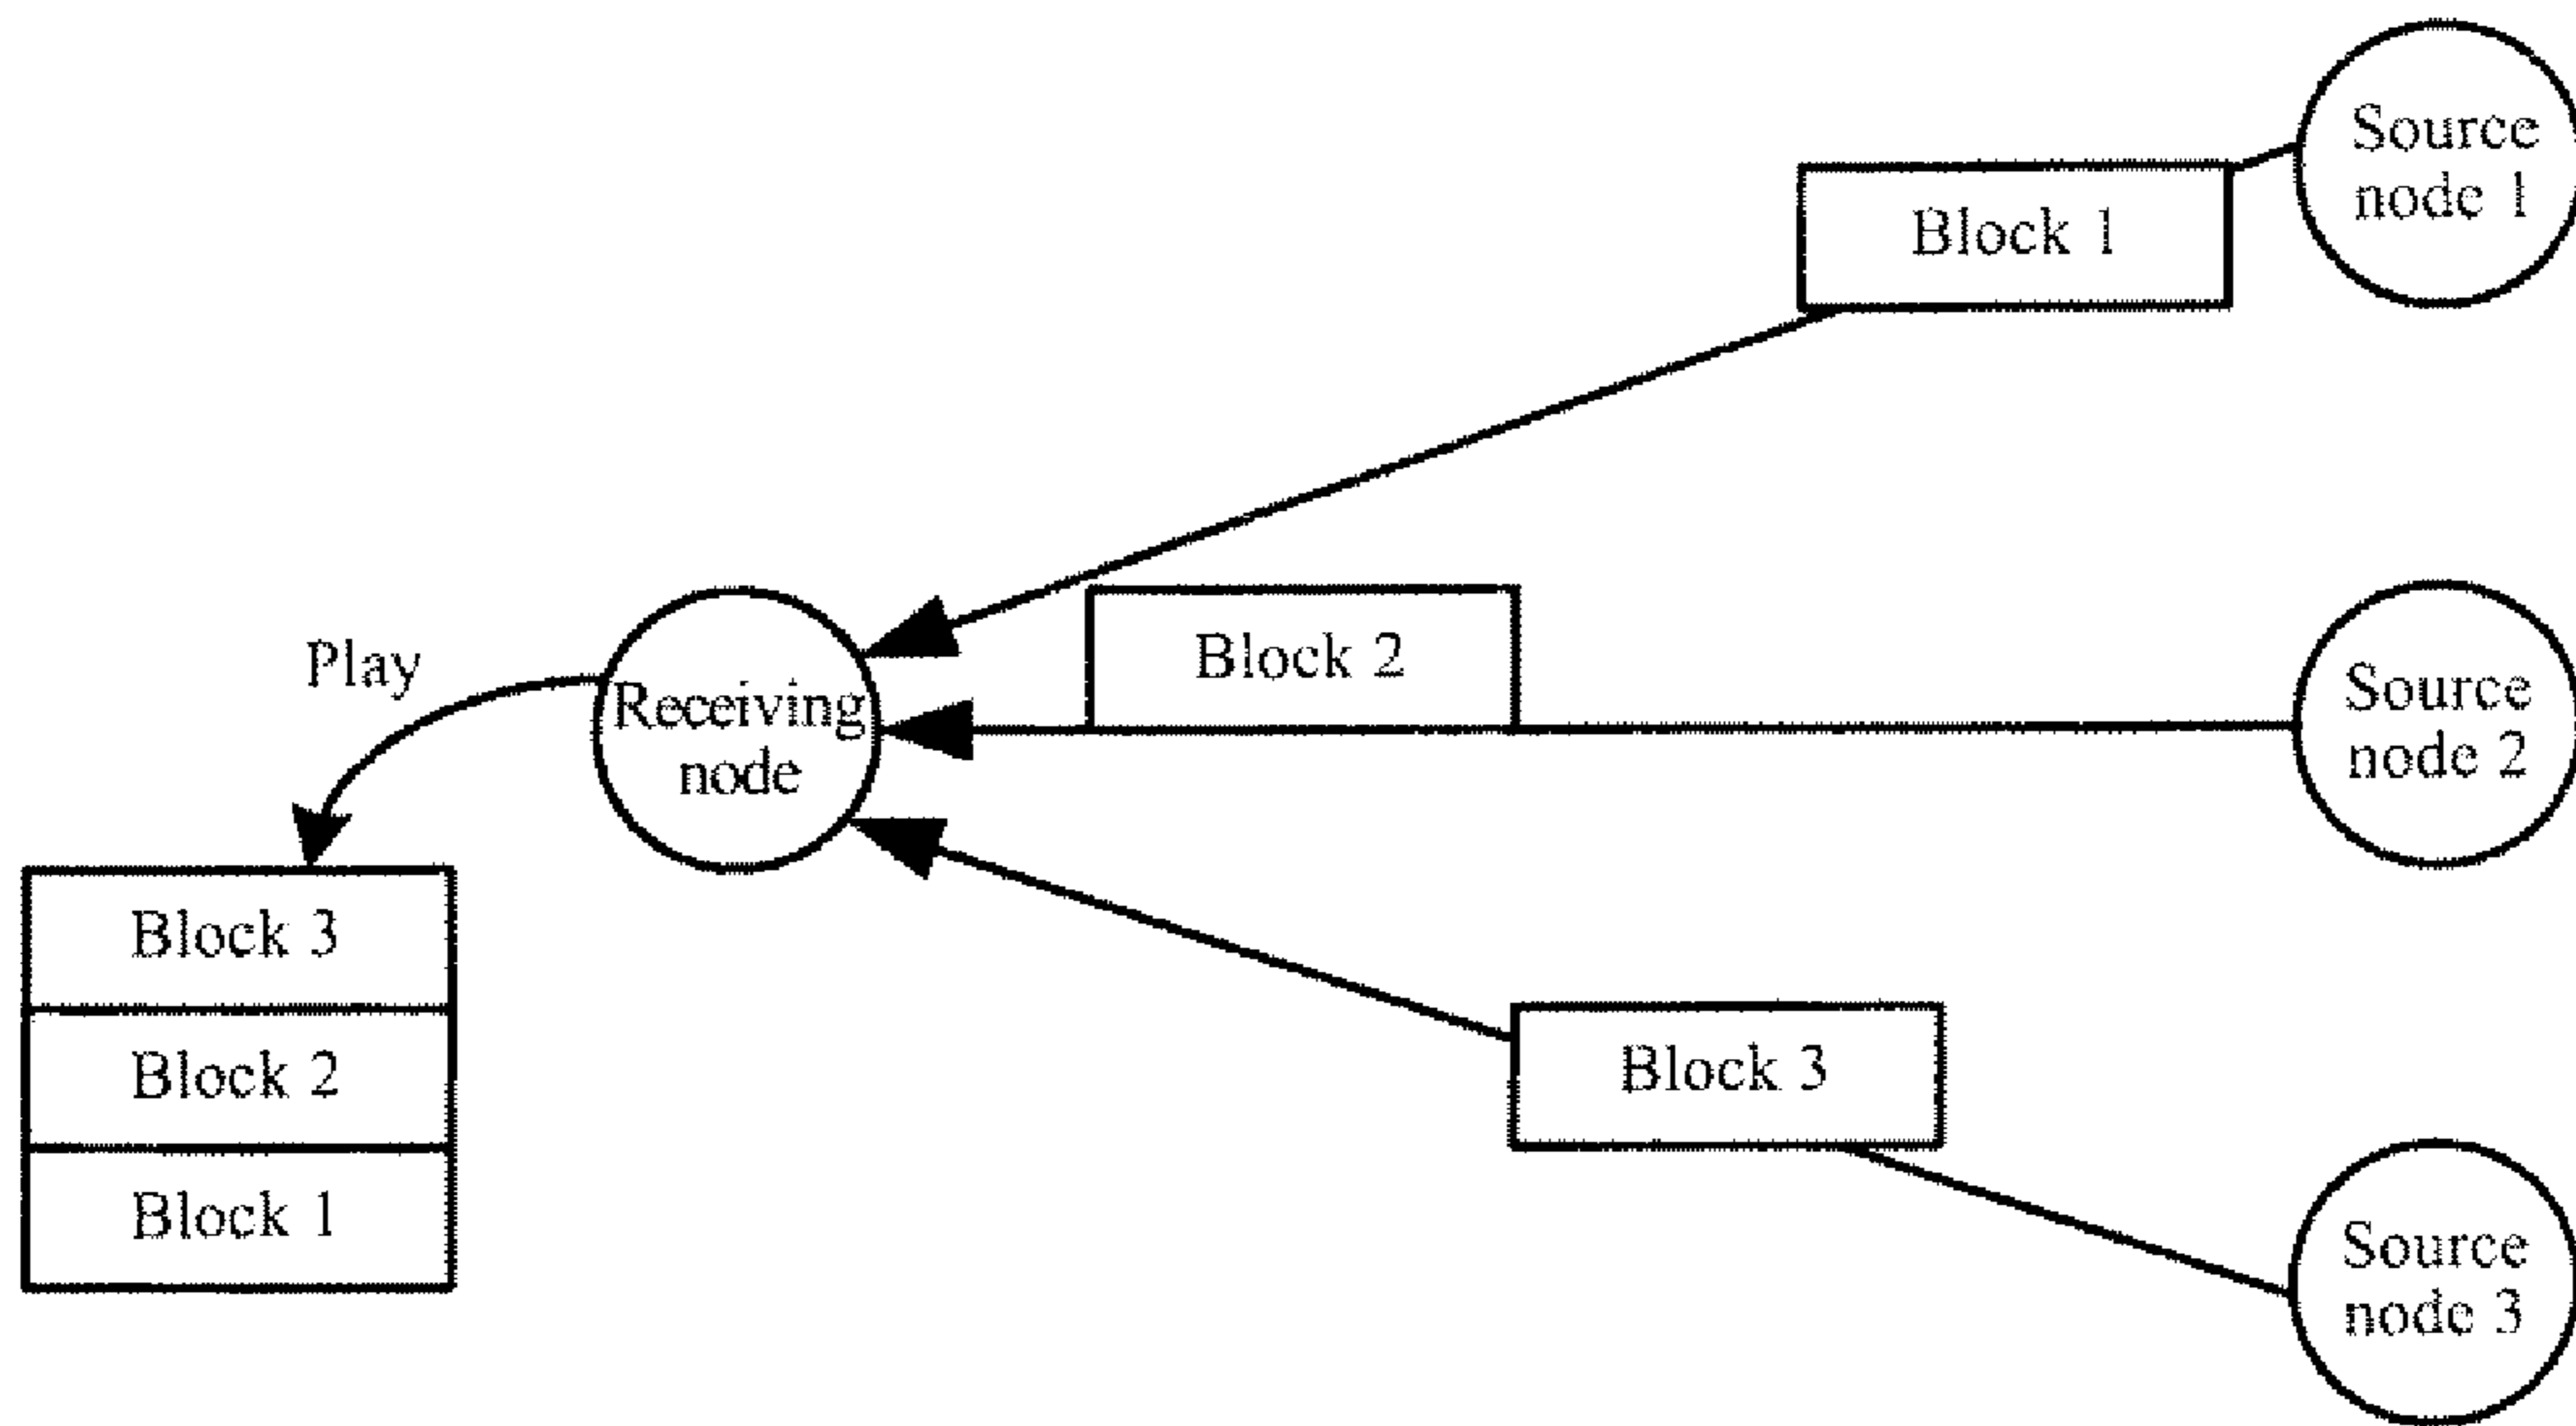 Source
node 1
Block 1
Block 2
Play
Receiving
node
Source
node 2
Block 3
Block 2
Block 1
Block 3
Source
node 3